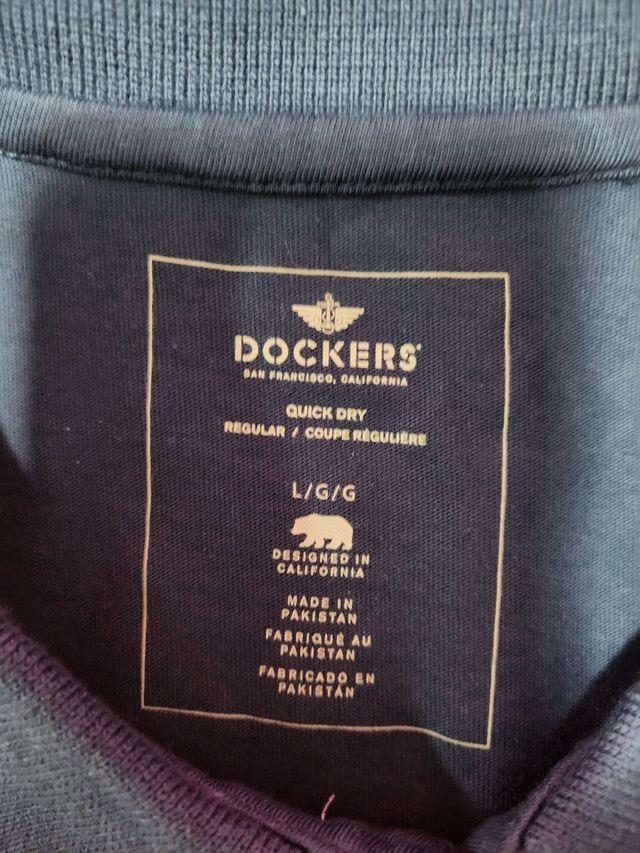 DOCKERS®
SAN FRANCISCO, CALIFORNIA
QUICK DRY
REGULAR / COUPE RÉGULIÈRE
L/G/G
DESIGNED IN
CALIFORNIA
MADE IN
PAKISTAN
FABRIQUÉ AU
PAKISTAN
FABRICADO EN
PAKISTÁN